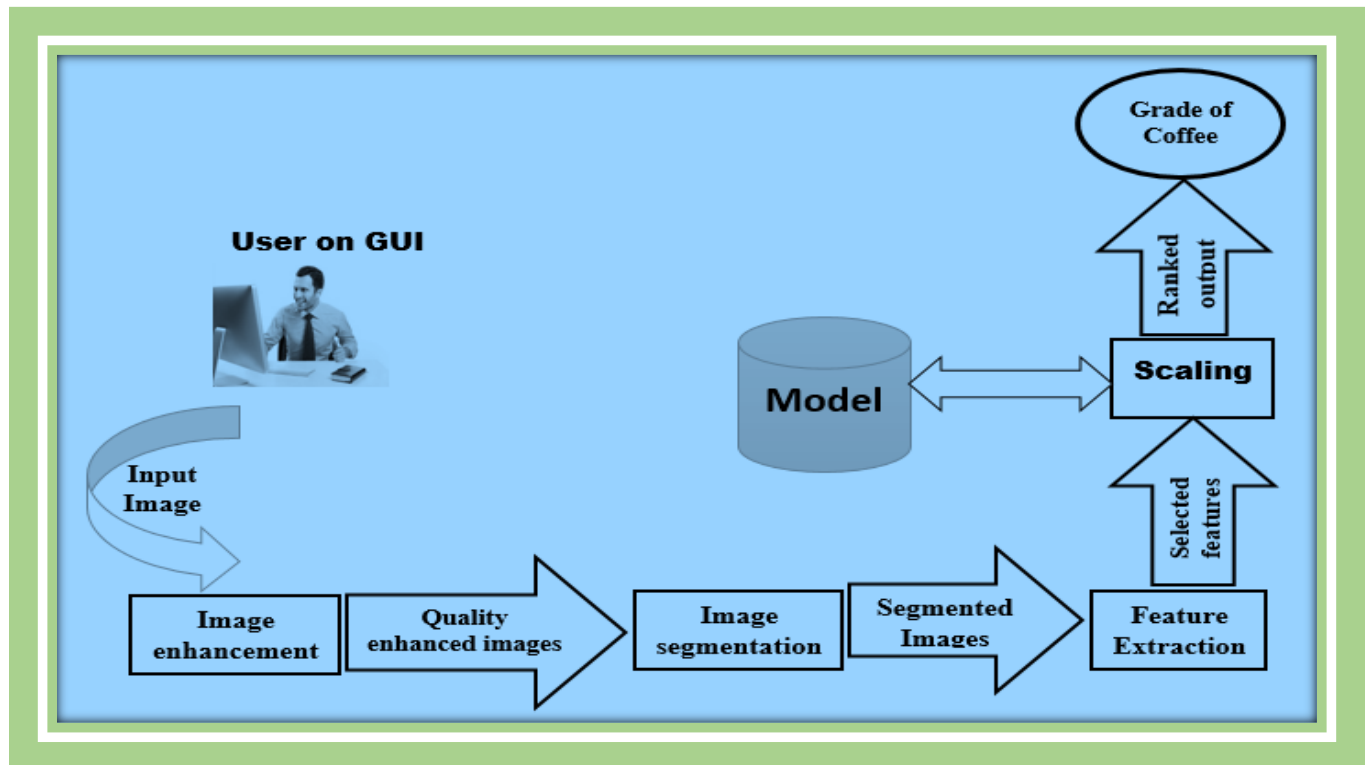 User on GUI
Input
Image
Image
enhancement
Quality
enhanced images
Image
segmentation
Segmented
Images
Feature
Extraction
Selected
features
Scaling
Model
Ranked
output
Grade of
Coffee